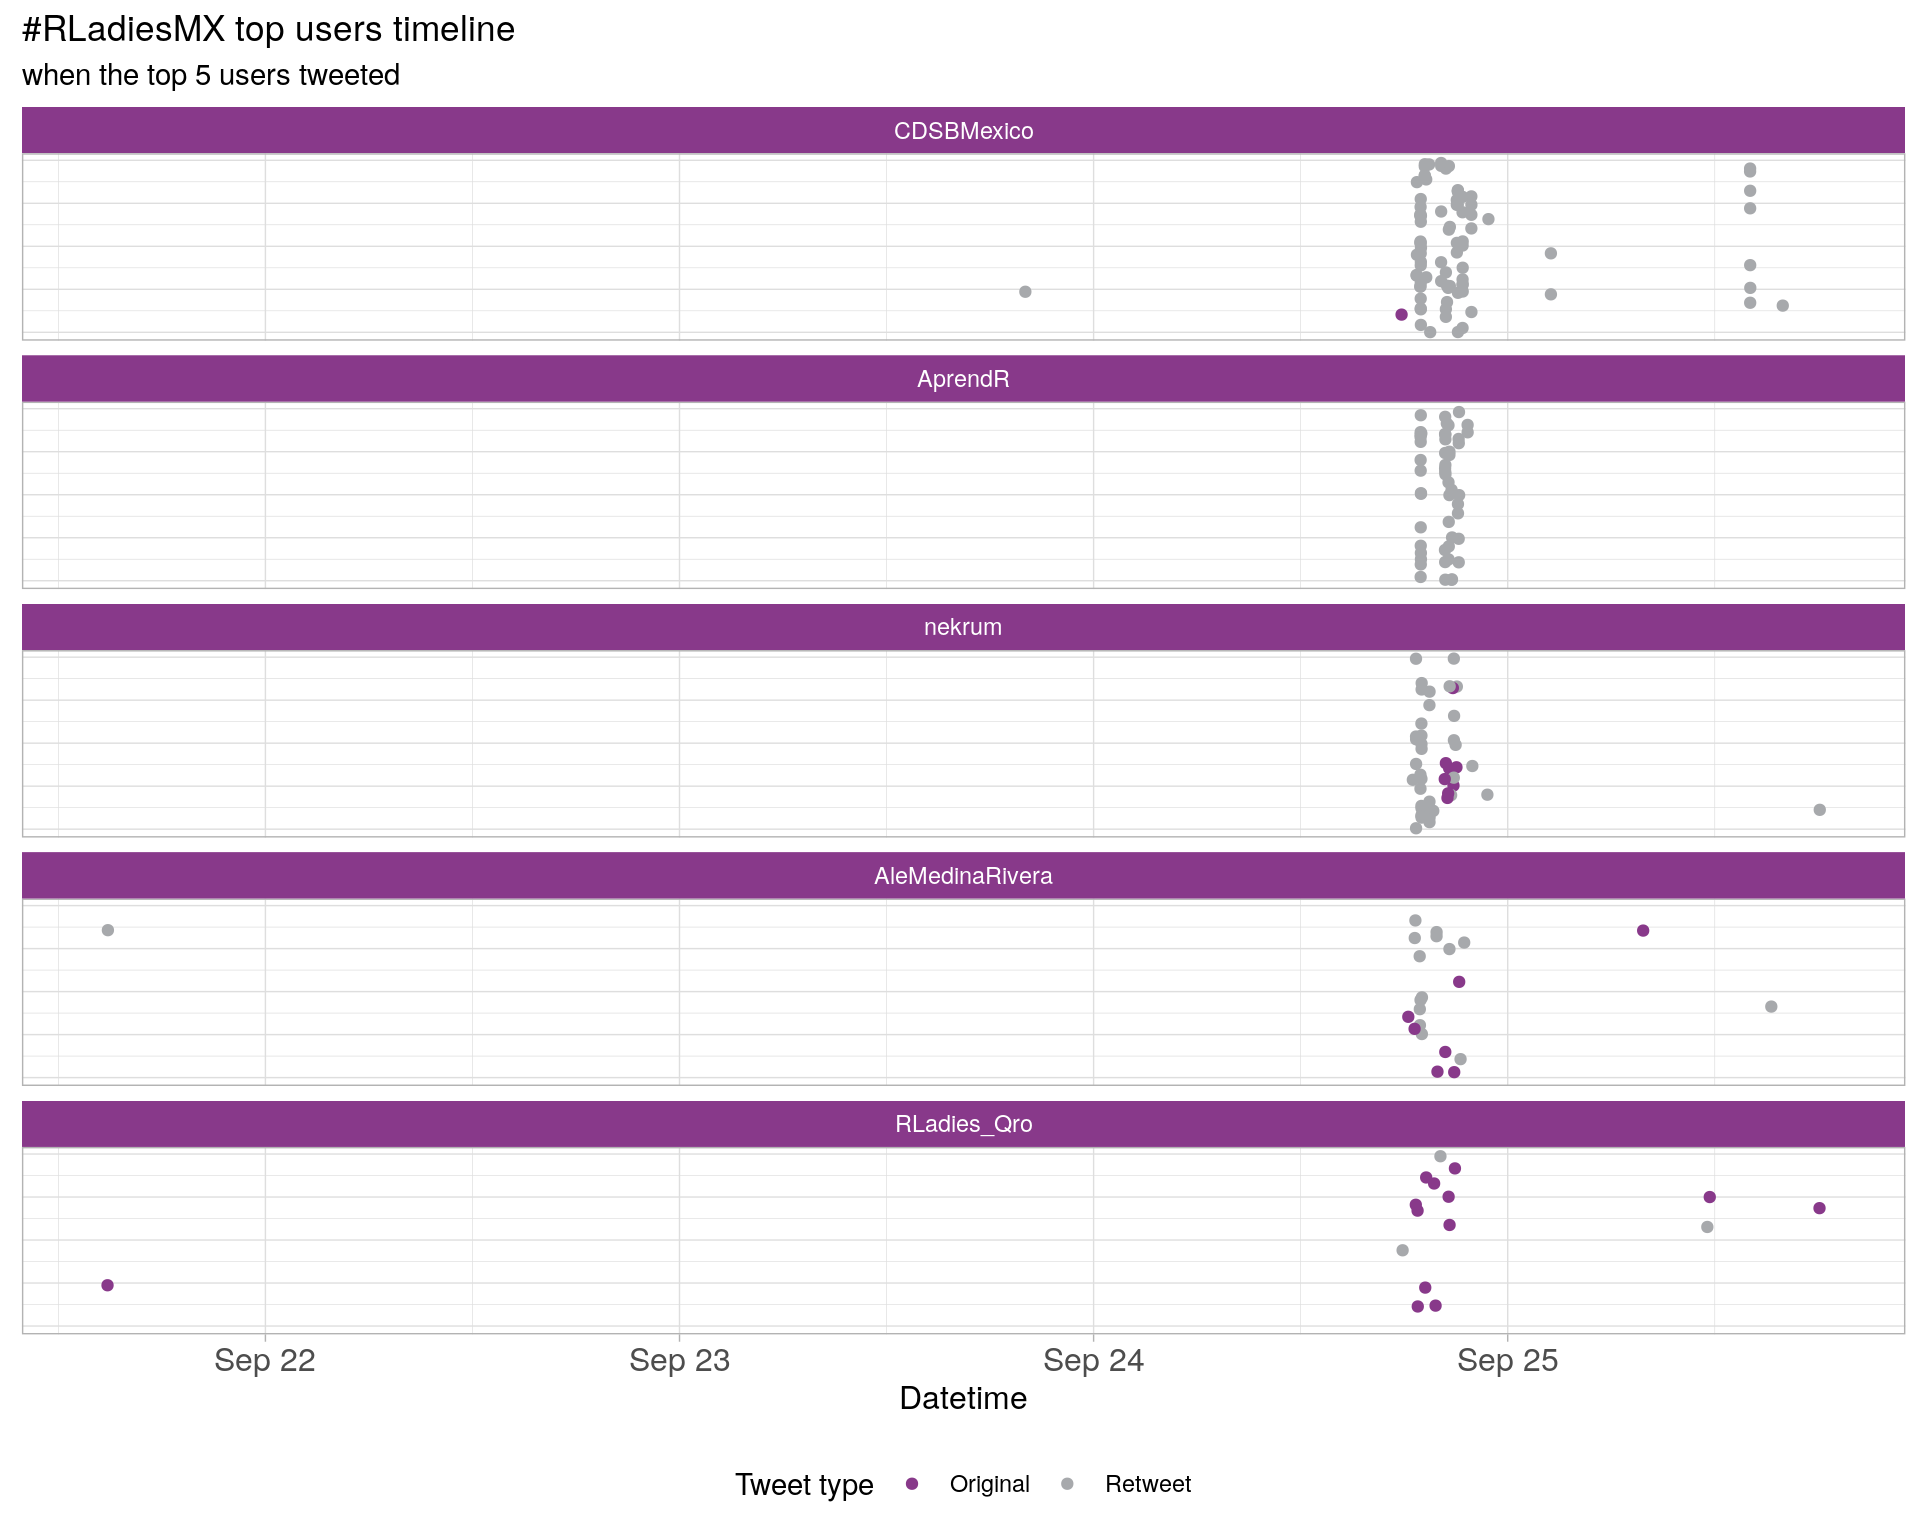 #RLadiesMX top users timeline
when the top 5 users tweeted
CDSBMexico
AprendR
nekrum
AleMedinaRivera
RLadies_Qro
Sep 22 Sep 23 Sep 24 Sep 25
Datetime
Tweet type Original Retweet